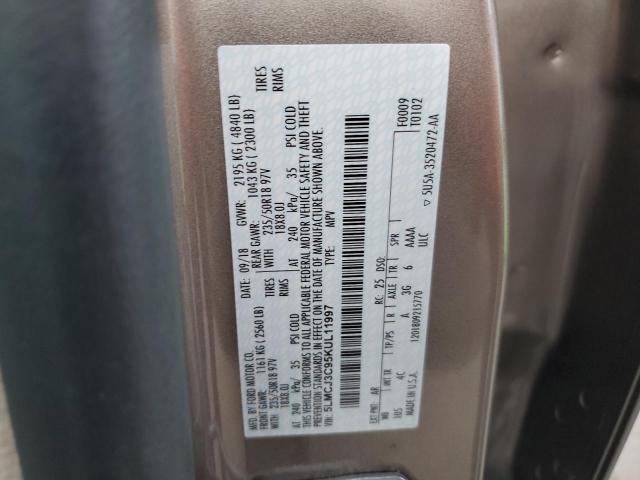 MFD. BY FORD MOTOR CO.
DATE: 09/18 GVWR: 2195 KG ( 4840 LB)
FRONT GAWR: 1161 KG ( 2560 LB) REAR GAWR: 1043 KG ( 2300 LB)
235/50R18 97V TIRES WITH 235/50R18 97V TIRES
18X8.0J RIMS 18X8.0J RIMS
AT 240 kPa/ 35 PSI COLD AT 240 kPa/ 35 PSI COLD
THIS VEHICLE CONFORMS TO ALL APPLICABLE FEDERAL MOTOR VEHICLE SAFETY AND THEFT
PREVENTION STANDARDS IN EFFECT ON THE DATE OF MANUFACTURE SHOWN ABOVE.
VIN: 5LMCJ3C95KUL11997 TYPE: MPV
F0009
T0102
EXT PNT: AR RC: 25 DSO:
WB INT TR TP/PS R AXLE TR SPR
IUS 4C A 3G 6 AAAA
ULC
MADE IN U.S.A. 1201809215770
5U5A-3520472-AA